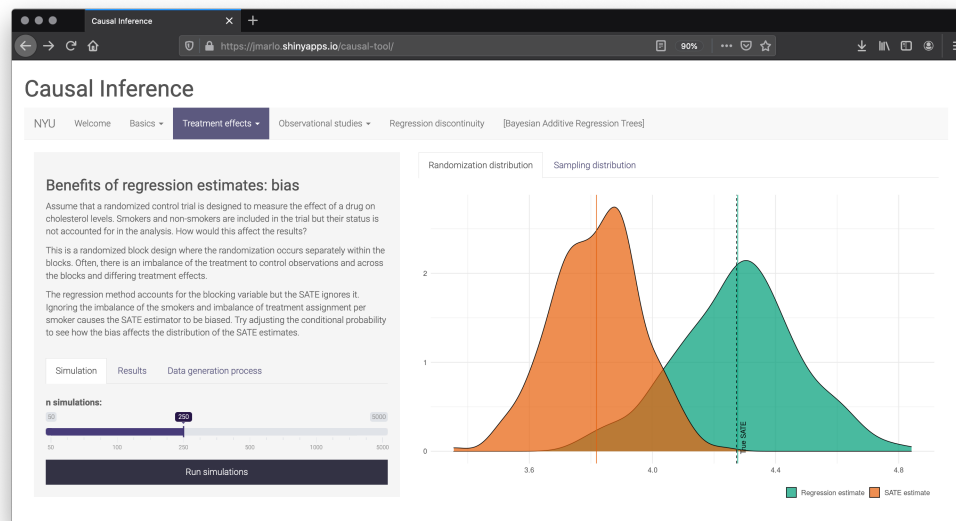 Causal Inference
https://jmarlo.shinyapps.io/causal-tool/
90%
Causal Inference
NYU Welcome Basics Treatment effects Observational studies Regression discontinuity [Bayesian Additive Regression Trees]
Benefits of regression estimates: bias
Assume that a randomized control trial is designed to measure the effect of a drug on
cholesterol levels. Smokers and non-smokers are included in the trial but their status is
not accounted for in the analysis. How would this affect the results?
This is a randomized block design where the randomization occurs separately within the
blocks. Often, there is an imbalance of the treatment to control observations and across
the blocks and differing treatment effects.
The regression method accounts for the blocking variable but the SATE ignores it.
Ignoring the imbalance of the smokers and imbalance of treatment assignment per
smoker causes the SATE estimator to be biased. Try adjusting the conditional probability
to see how the bias affects the distribution of the SATE estimates.
Simulation Results Data generation process
n simulations:
50 250 5000
50 100 250 500 1000 5000
Run simulations
Randomization distribution Sampling distribution
2
1
0
True SATE
3.6 4.0 4.4 4.8
Regression estimate SATE estimate